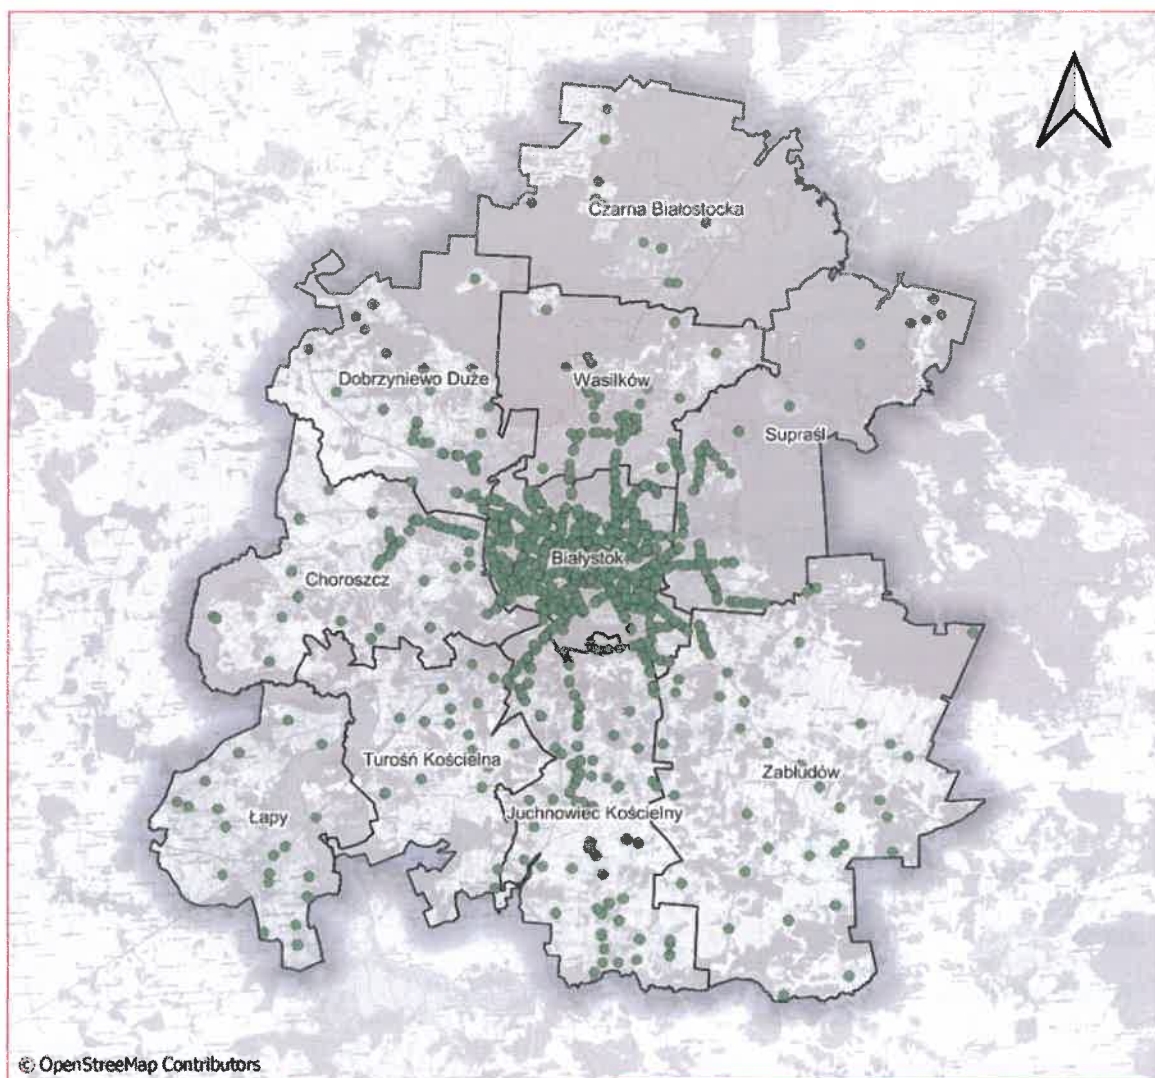 Czarna Białostocka
Dobrzyniewo Duże
Wasilków
Supraśl
Białystok
Choroszcz
Turośń Kościelna
Zabłudów
Łapy
Juchnowiec Kościelny
© OpenStreeMap Contributors